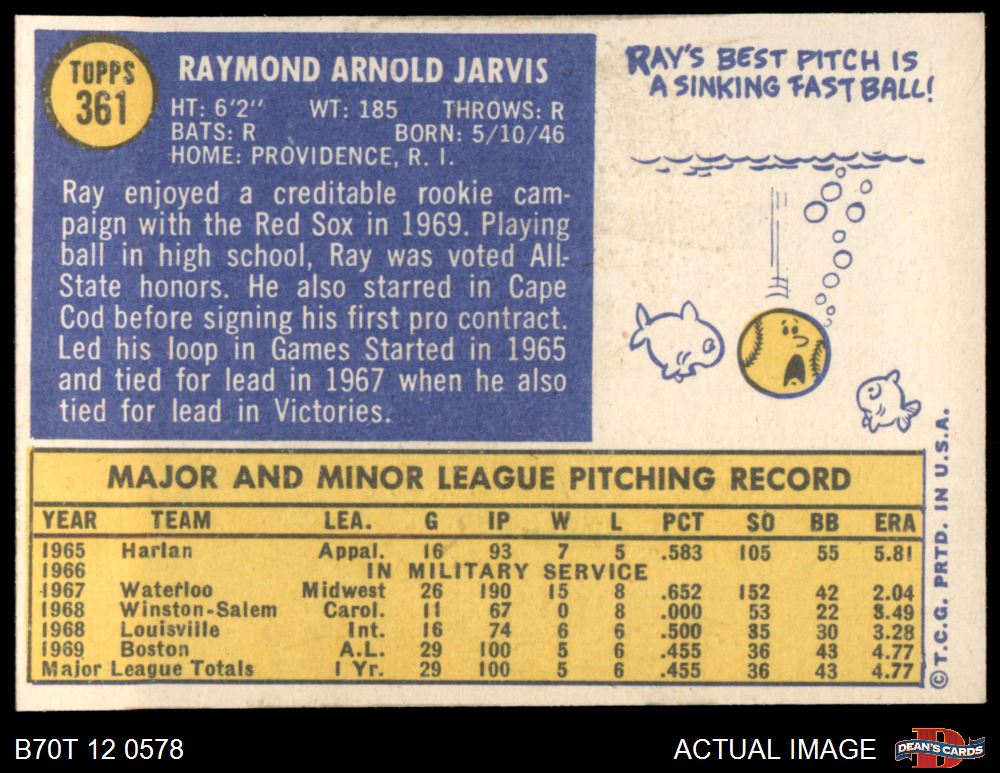 TOPPS
361
RAYMOND ARNOLD JARVIS
HT: 6'2" WT: 185 THROWS: R
BATS: R BORN: 5/10/46
HOME: PROVIDENCE, R. I.
Ray enjoyed a creditable rookie cam-
paign with the Red Sox in 1969. Playing
ball in high school, Ray was voted All-
State honors. He also starred in Cape
Cod before signing his first pro contract.
Led his loop in Games Started in 1965
and tied for lead in 1967 when he also
tied for lead in Victories.
RAY'S BEST PITCH IS
A SINKING FAST BALL!
MAJOR AND MINOR LEAGUE PITCHING RECORD
YEAR TEAM LEA. G IP W L PCT SO BB ERA
1965 Harlan Appal. 16 93 7 5 .583 105 55 5.81
1966 IN MILITARY SERVICE
1967 Waterloo Midwest 26 190 15 8 .652 152 42 2.04
1968 Winston-Salem Carol. 11 67 0 8 .000 53 22 3.49
1968 Louisville Int. 16 74 6 6 .500 35 30 3.28
1969 Boston A.L. 29 100 5 6 .455 36 43 4.77
Major League Totals 1 Yr. 29 100 5 6 .455 36 43 4.77
©T.C.G. PRTD. IN U.S.A.
B70T 12 0578
ACTUAL IMAGE
D
DEAN'S CARDS